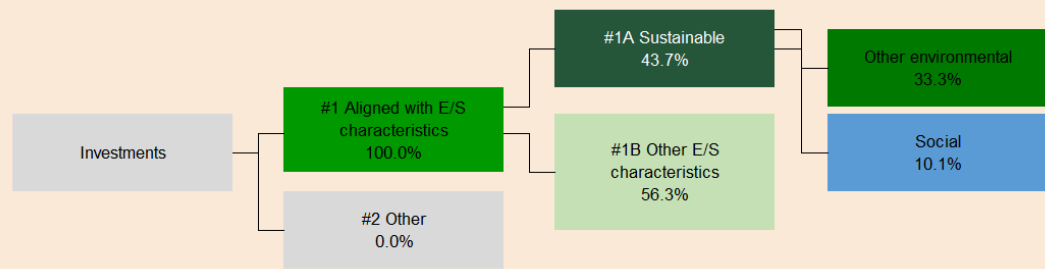 Investments
#1 Aligned with E/S
characteristics
100.0%
#2 Other
0.0%
#1A Sustainable
43.7%
#1B Other E/S
characteristics
56.3%
Other environmental
33.3%
Social
10.1%